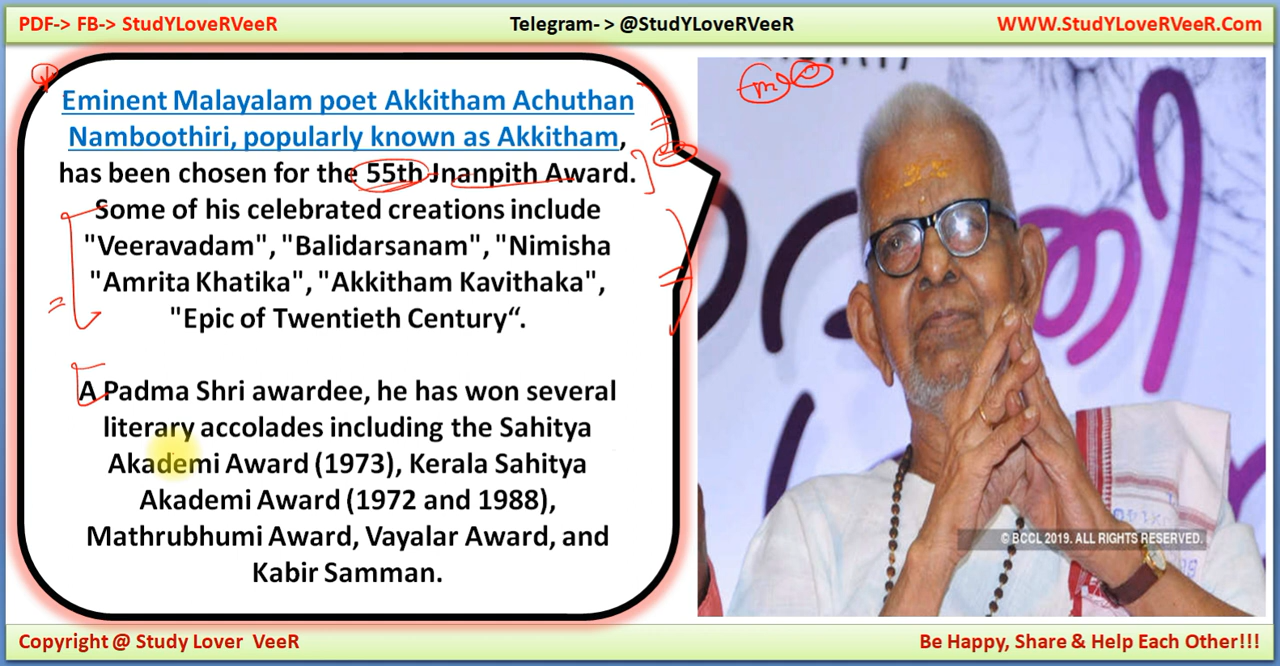 PDF-> FB-> StudYLoveRVeeR
Telegram- > @StudYLoveRVeeR
WWW.StudYLoveRVeeR.Com
Eminent Malayalam poet Akkitham Achuthan
Namboothiri, popularly known as Akkitham,
has been chosen for the 55th Jnanpith Award.
Some of his celebrated creations include
"Veeravadam", "Balidarsanam", "Nimisha
"Amrita Khatika", "Akkitham Kavithaka",
"Epic of Twentieth Century“.
A Padma Shri awardee, he has won several
literary accolades including the Sahitya
Akademi Award (1973), Kerala Sahitya
Akademi Award (1972 and 1988),
Mathrubhumi Award, Vayalar Award, and
Kabir Samman.
© BCCL 2019. ALL RIGHTS RESERVED.
Copyright @ Study Lover VeeR
Be Happy, Share & Help Each Other!!!